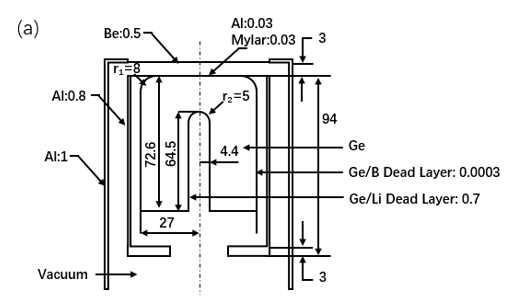 (a)
Be:0.5
Al:0.03
Mylar:0.03
3
r₁=8
r₂=5
Al:0.8
94
72.6
64.5
4.4
Ge
Al:1
Ge/B Dead Layer: 0.0003
Ge/Li Dead Layer: 0.7
27
Vacuum
3